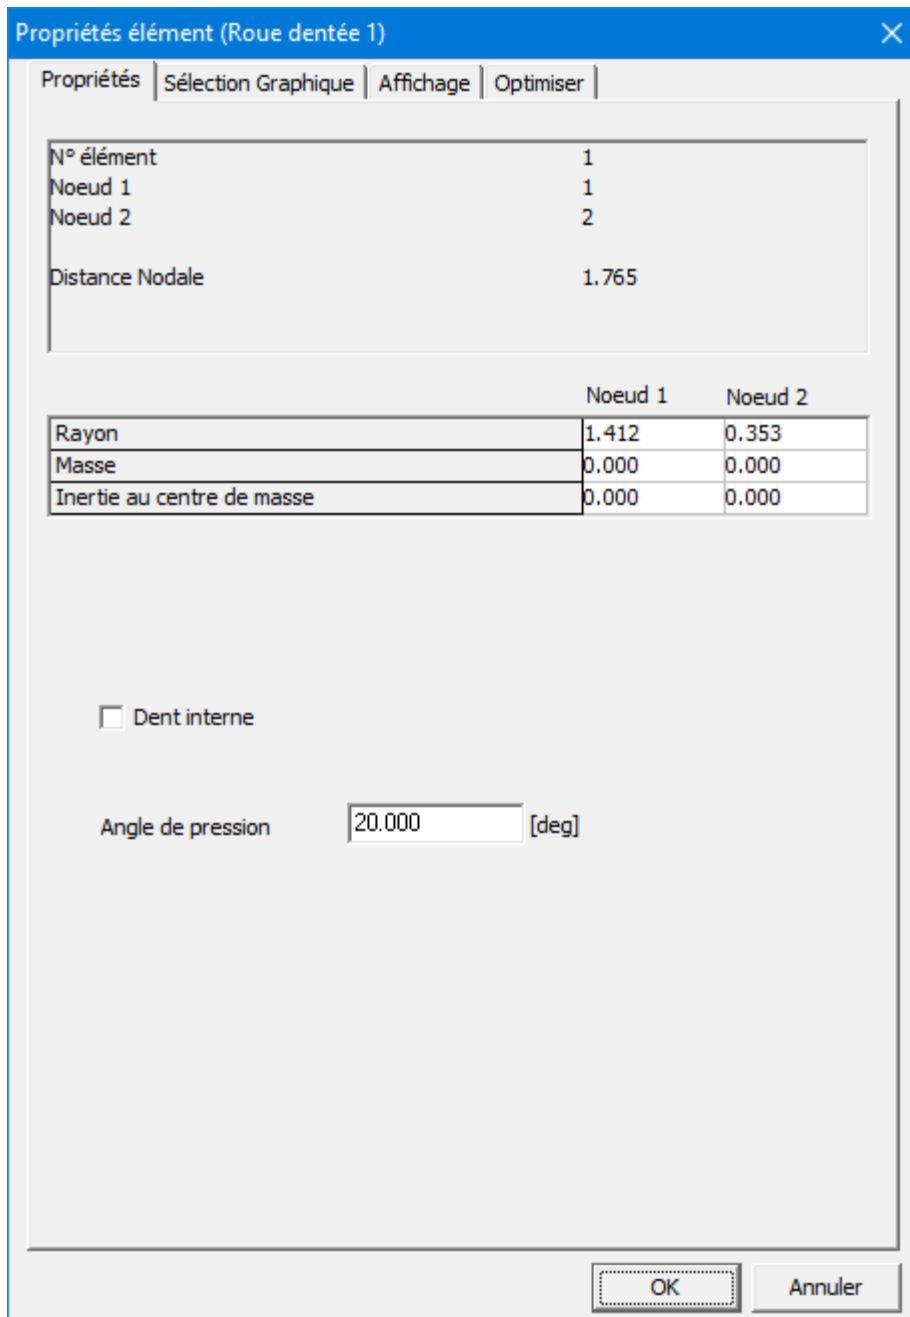 Propriétés élément (Roue dentée 1)
Propriétés Sélection Graphique Affichage Optimiser
N° élément 1
Noeud 1 1
Noeud 2 2
Distance Nodale 1.765
Noeud 1 Noeud 2
Rayon 1.412 0.353
Masse 0.000 0.000
Inertie au centre de masse 0.000 0.000
Dent interne
Angle de pression 20.000 [deg]
OK Annuler